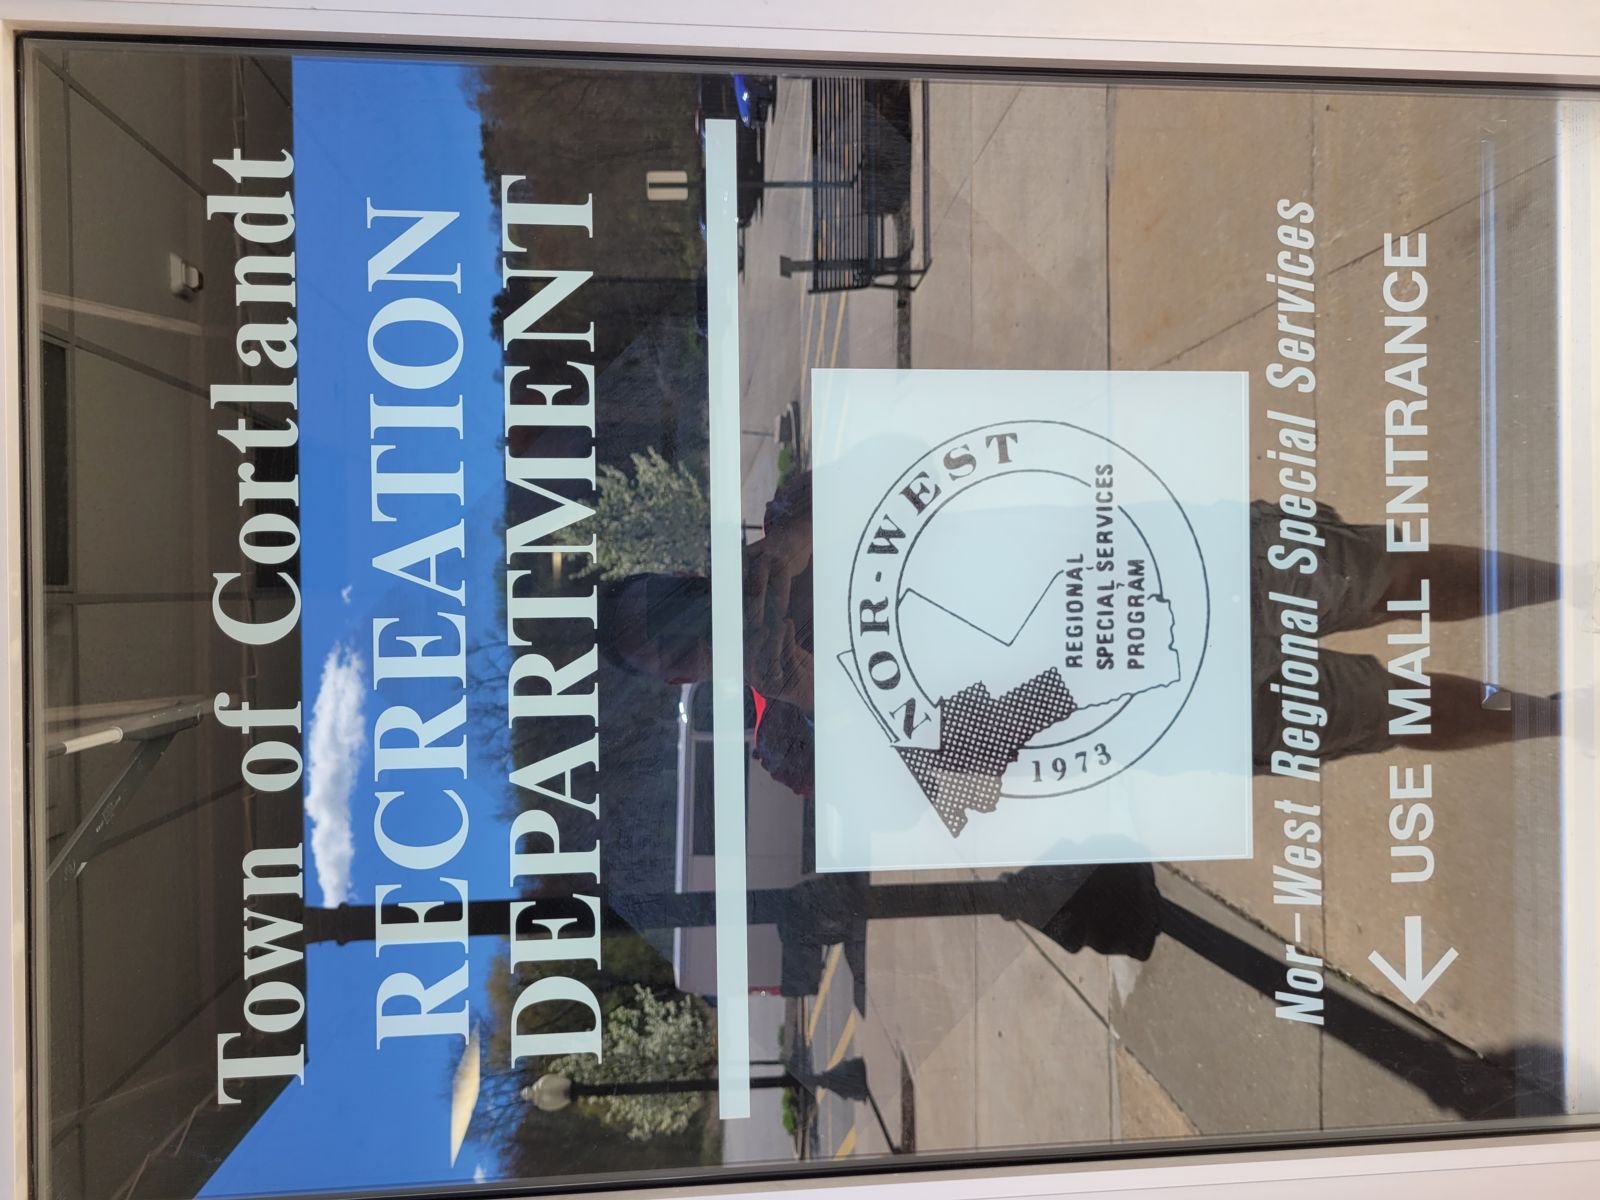 Town of Cortlandt
RECREATION
DEPARTMENT
NOR-WEST
REGIONAL
SPECIAL SERVICES
PROGRAM
1973
Nor-West Regional Special Services
← USE MALL ENTRANCE